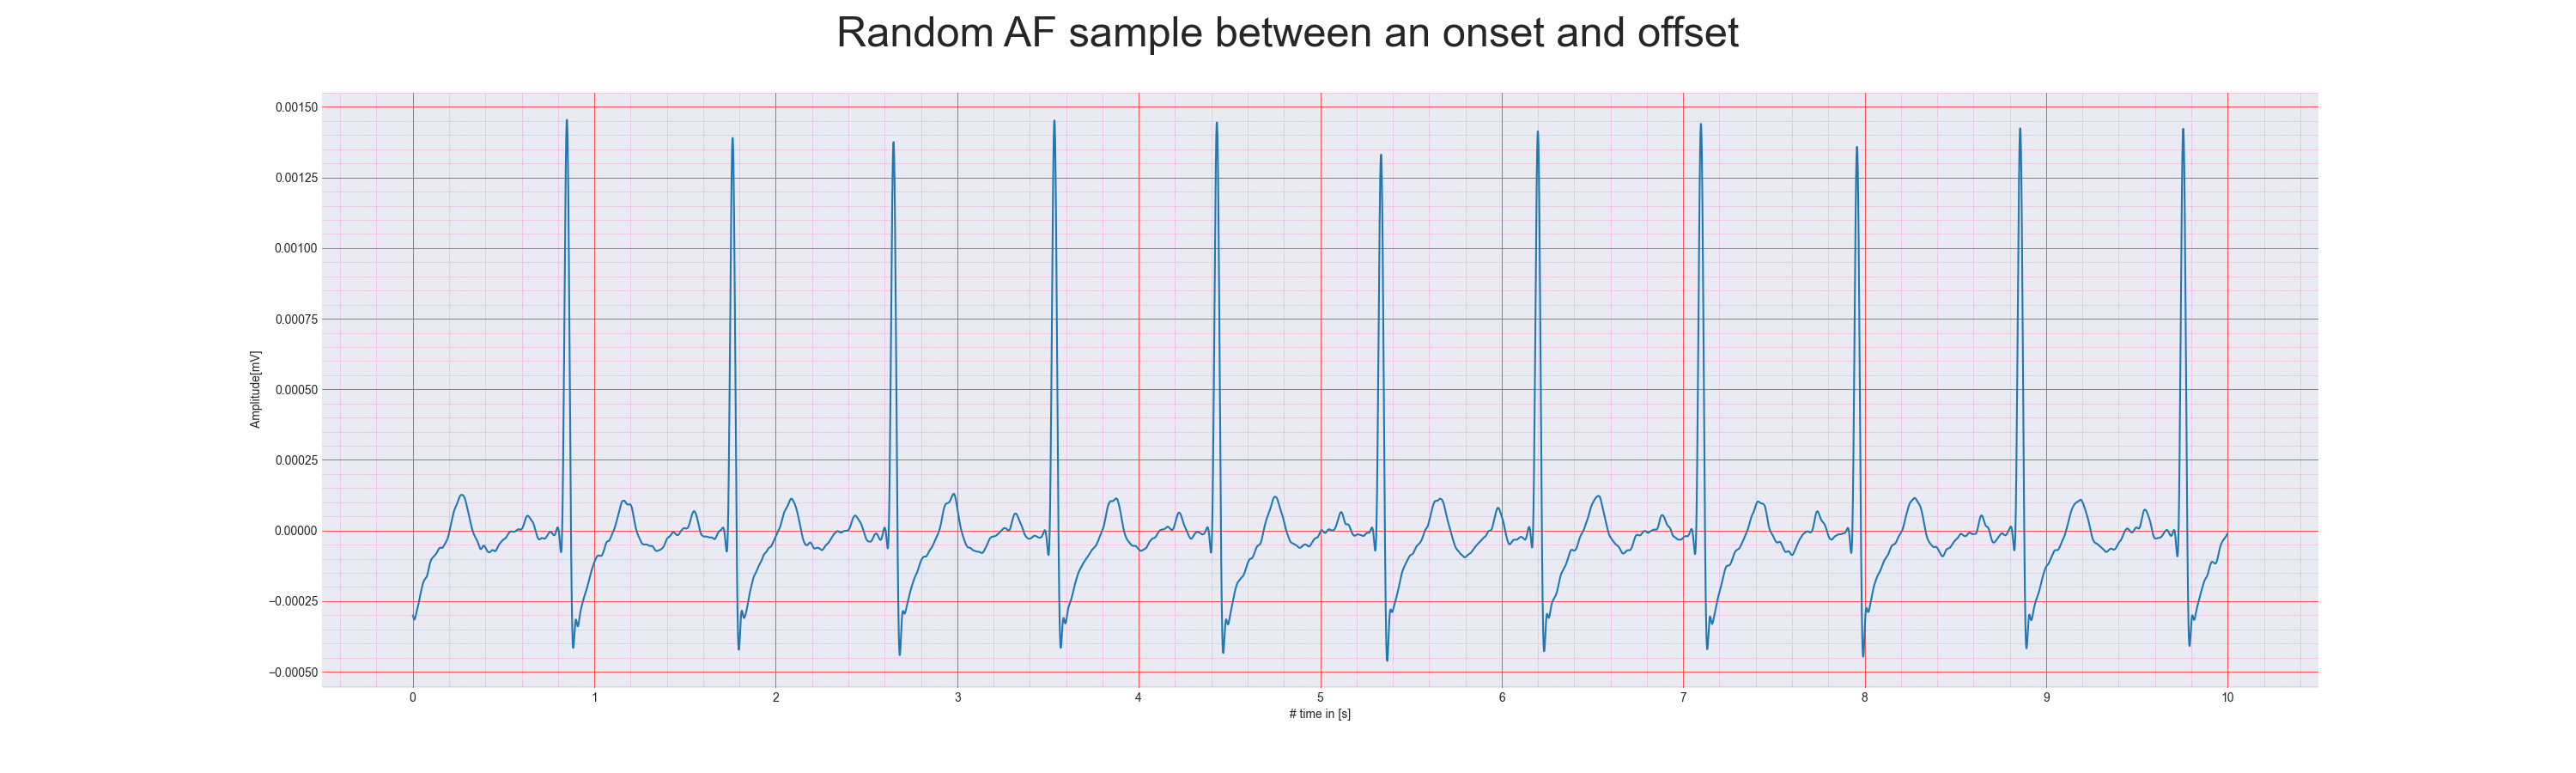 Random AF sample between an onset and offset
0.00150
0.00125
0.00100
0.00075
0.00050
0.00025
0.00000
−0.00025
−0.00050
Amplitude[mV]
0 1 2 3 4 5 6 7 8 9 10
# time in [s]